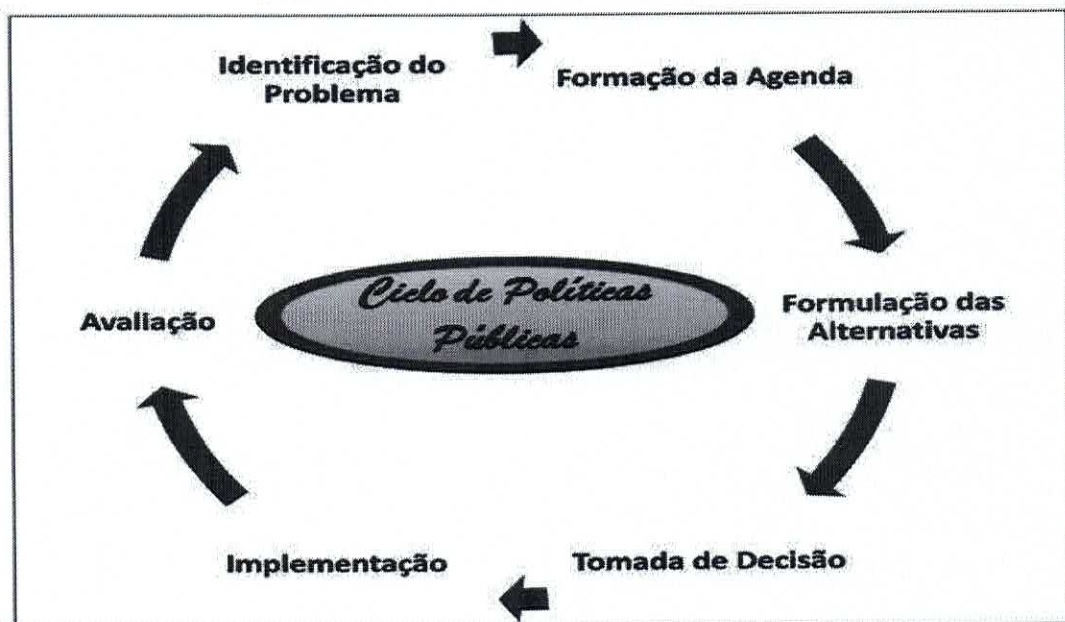 Identificação do
Problema
Formação da Agenda
Formulação das
Alternativas
Tomada de Decisão
Implementação
Avaliação
Ciclo de Políticas
Públicas